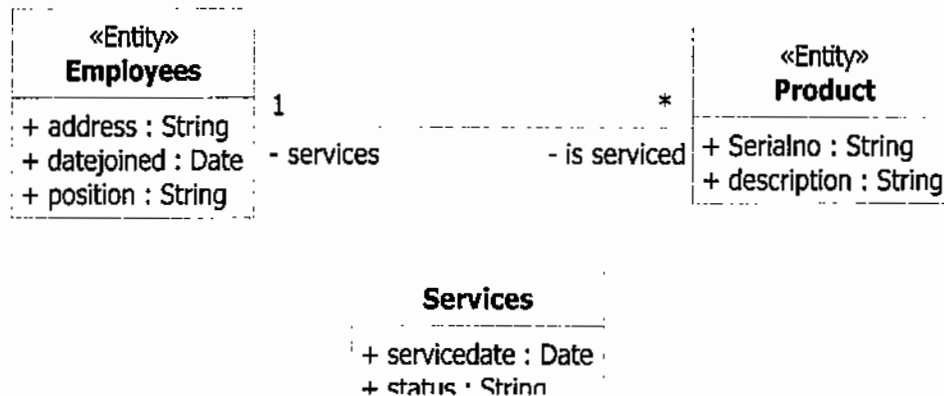 «Entity»
Employees
+ address : String
+ datejoined : Date
+ position : String
1
- services
*
- is serviced
«Entity»
Product
+ Serialno : String
+ description : String
Services
+ servicedate : Date
+ status : String